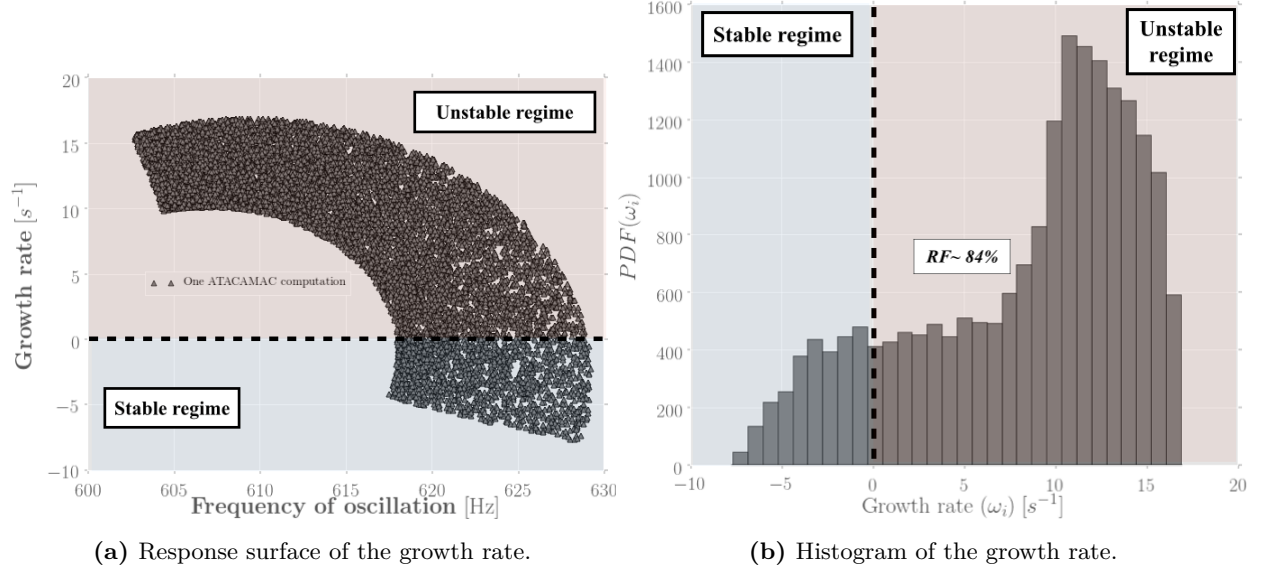 20
15
10
5
0
−5
−10
Growth rate [s⁻¹]
Unstable regime
▲ ▲ One ATACAMAC computation
Stable regime
600 605 610 615 620 625 630
Frequency of oscillation [Hz]
(a) Response surface of the growth rate.
1600
1400
1200
1000
800
600
400
200
0
PDF(ωᵢ)
Stable regime
Unstable
regime
RF~ 84%
−10 −5 0 5 10 15 20
Growth rate (ωᵢ) [s⁻¹]
(b) Histogram of the growth rate.